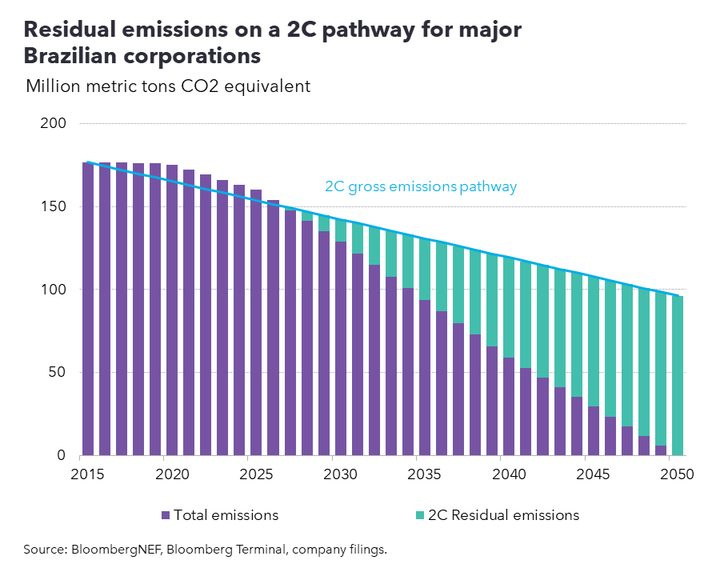 Residual emissions on a 2C pathway for major
Brazilian corporations
Million metric tons CO2 equivalent
200
150
100
50
0
2C gross emissions pathway
2015 2020 2025 2030 2035 2040 2045 2050
Total emissions 2C Residual emissions
Source: BloombergNEF, Bloomberg Terminal, company filings.